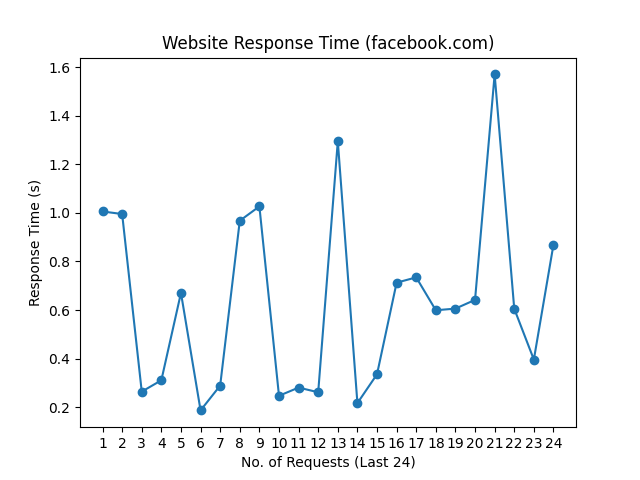 Website Response Time (facebook.com)
Response Time (s)
1.6
1.4
1.2
1.0
0.8
0.6
0.4
0.2
1 2 3 4 5 6 7 8 9 10 11 12 13 14 15 16 17 18 19 20 21 22 23 24
No. of Requests (Last 24)